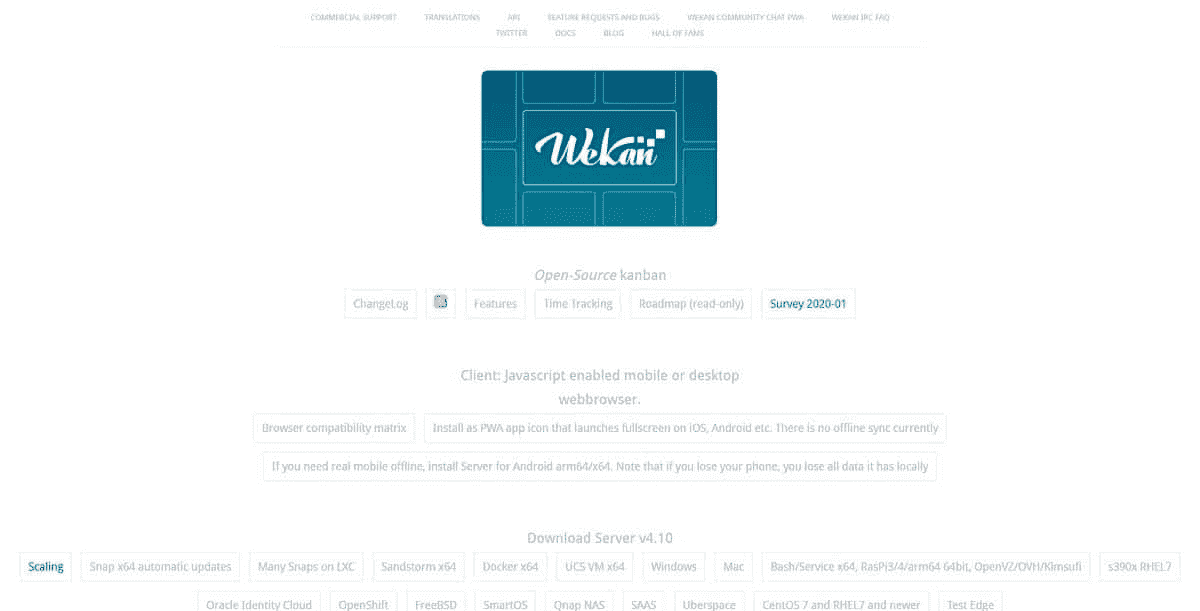 COMMERCIAL SUPPORT TRANSLATIONS API FEATURE REQUESTS AND BUGS WEKAN COMMUNITY CHAT PWA WEKAN IRC FAQ
TWITTER DOCS BLOG HALL OF FAME
Wekan
Open-Source kanban
ChangeLog Features Time Tracking Roadmap (read-only) Survey 2020-01
Client: Javascript enabled mobile or desktop
webbrowser.
Browser compatibility matrix Install as PWA app icon that launches fullscreen on iOS, Android etc. There is no offline sync currently
If you need real mobile offline, install Server for Android arm64/x64. Note that if you lose your phone, you lose all data it has locally
Download Server v4.10
Scaling Snap x64 automatic updates Many Snaps on LXC Sandstorm x64 Docker x64 UCS VM x64 Windows Mac Bash/Service x64, RasPi3/4/arm64 64bit, OpenVZ/OVH/Kimsufi s390x RHEL7
Oracle Identity Cloud OpenShift FreeBSD SmartOS Qnap NAS SAAS Uberspace CentOS 7 and RHEL7 and newer Test Edge